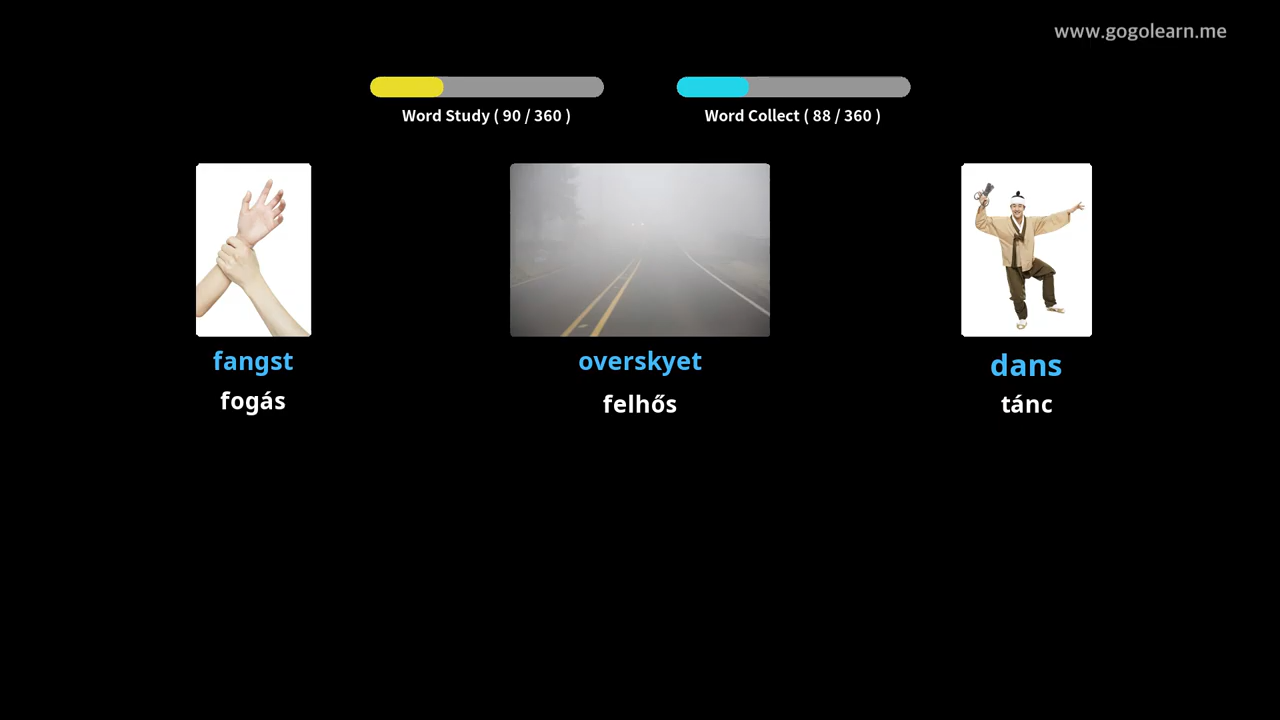 www.gogolearn.me
Word Study ( 90 / 360 )
Word Collect ( 88 / 360 )
fangst
fogás
overskyet
felhős
dans
tánc